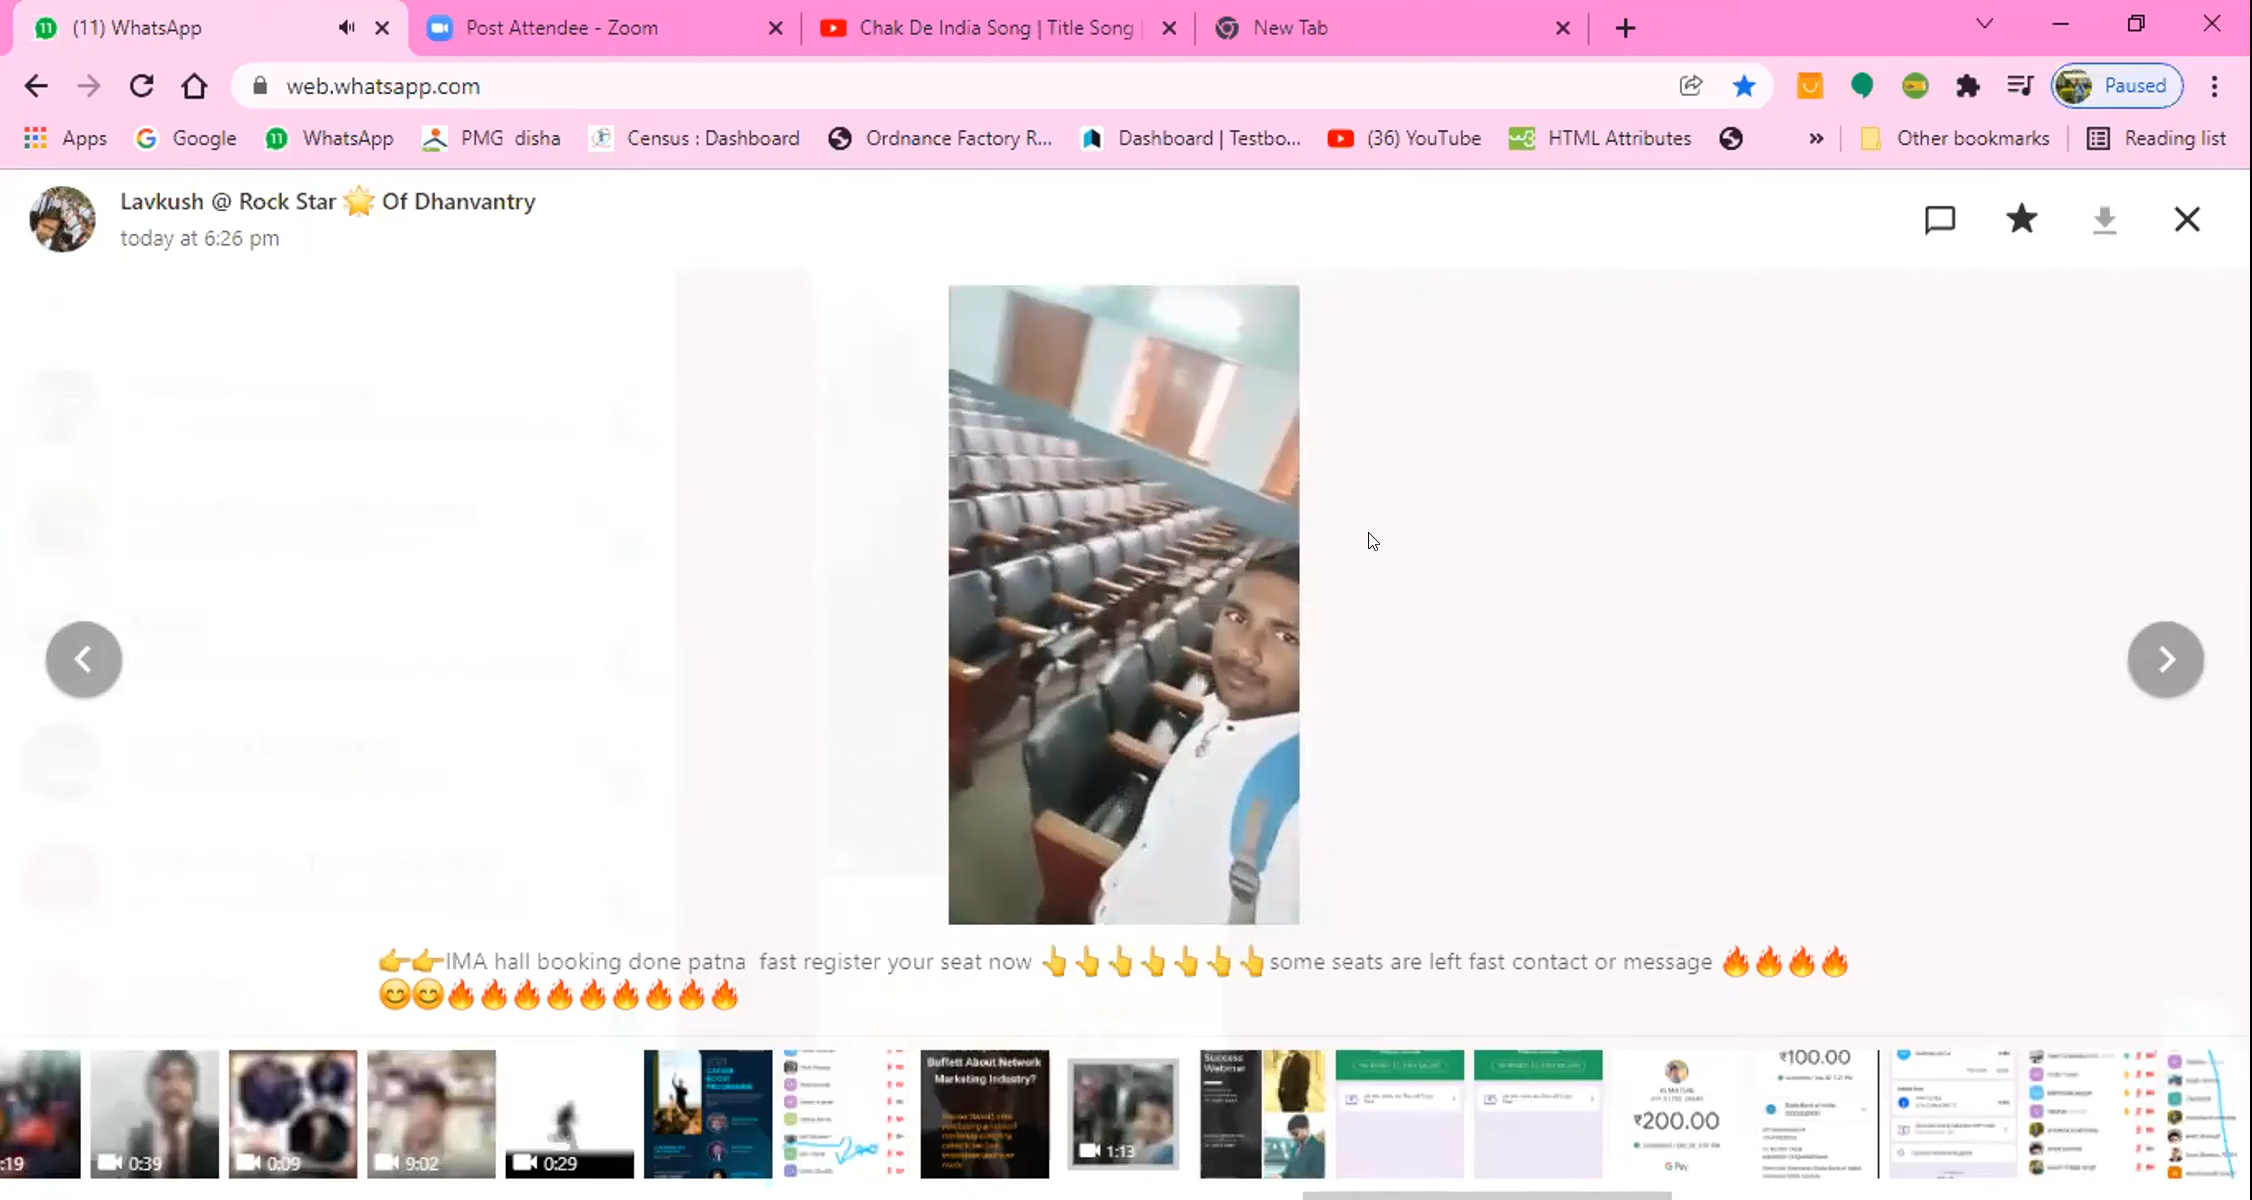 (11) WhatsApp
Post Attendee - Zoom
Chak De India Song | Title Song
New Tab
web.whatsapp.com
Paused
Apps
Google
WhatsApp
PMG disha
Census : Dashboard
Ordnance Factory R...
Dashboard | Testbo...
(36) YouTube
HTML Attributes
Other bookmarks
Reading list
Lavkush @ Rock Star 🌟 Of Dhanvantry
today at 6:26 pm
👉👉IMA hall booking done patna fast register your seat now 👆👆👆👆👆👆👆some seats are left fast contact or message 🔥🔥🔥🔥
😊😊🔥🔥🔥🔥🔥🔥🔥🔥🔥
:19
0:39
0:09
9:02
0:29
CAREER
BOOST
PROGRAMME
Buffett About Network
Marketing Industry?
1:13
Success
Webinar
₹200.00
G Pay
₹100.00